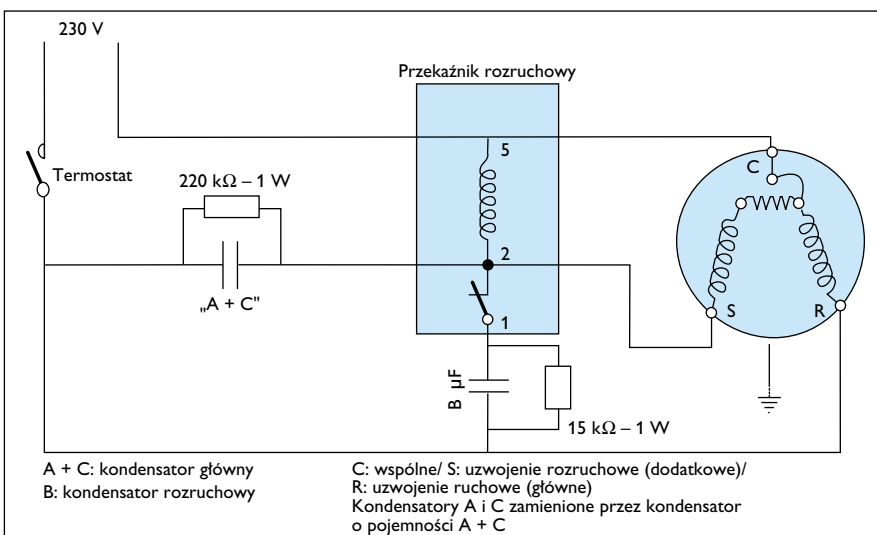 230 V
Przekaźnik rozruchowy
5
C
Termostat
220 kΩ – 1 W
2
„A + C”
S
R
1
B µF
15 kΩ – 1 W
A + C: kondensator główny
B: kondensator rozruchowy
C: wspólne/ S: uzwojenie rozruchowe (dodatkowe)/
R: uzwojenie ruchowe (główne)
Kondensatory A i C zamienione przez kondensator
o pojemności A + C